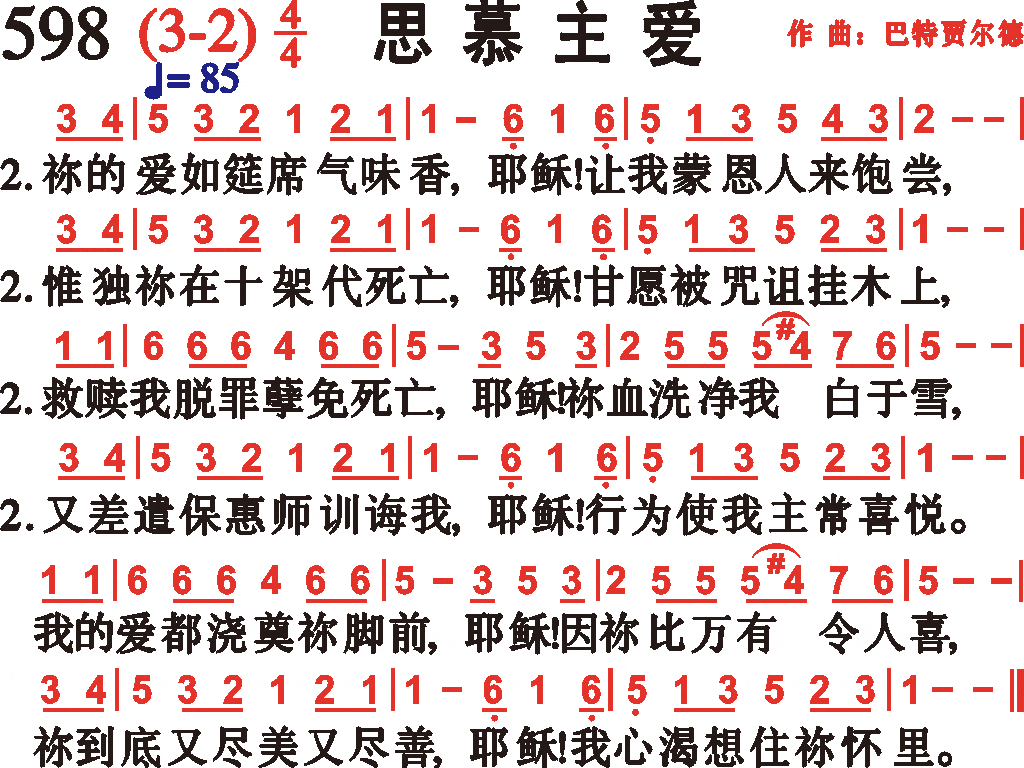 598 (3-2) 4/4 思慕主爱 作 曲：巴特贾尔德
♩= 85
3 4 | 5 3 2 1 2 1 | 1 – 6̣ 1 6̣ | 5̣ 1 3 5 4 3 | 2 – – |
2. 祢的爱如筵席气味香, 耶稣!让我蒙恩人来饱尝,
3 4 | 5 3 2 1 2 1 | 1 – 6̣ 1 6̣ | 5̣ 1 3 5 2 3 | 1 – – |
2. 惟独祢在十架代死亡, 耶稣!甘愿被咒诅挂木上,
1 1 | 6 6 6 4 6 6 | 5 – 3 5 3 | 2 5 5 5 #4 7 6 | 5 – – |
2. 救赎我脱罪孽免死亡, 耶稣!祢血洗净我 白于雪,
3 4 | 5 3 2 1 2 1 | 1 – 6̣ 1 6̣ | 5̣ 1 3 5 2 3 | 1 – – |
2. 又差遣保惠师训诲我, 耶稣!行为使我主常喜悦。
1 1 | 6 6 6 4 6 6 | 5 – 3 5 3 | 2 5 5 5 #4 7 6 | 5 – – |
我的爱都浇奠祢脚前, 耶稣!因祢比万有 令人喜,
3 4 | 5 3 2 1 2 1 | 1 – 6̣ 1 6̣ | 5̣ 1 3 5 2 3 | 1 – – ‖
祢到底又尽美又尽善, 耶稣!我心渴想住祢怀里。